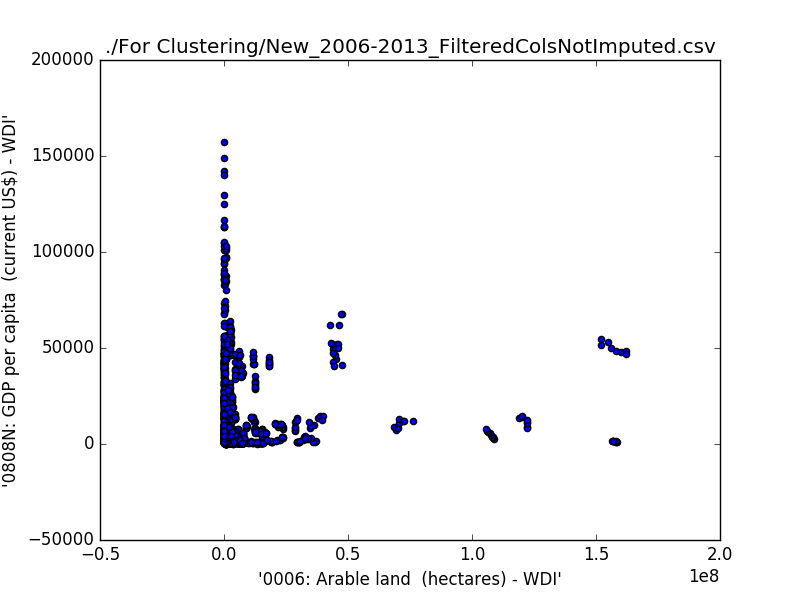 ./For Clustering/New_2006-2013_FilteredColsNotImputed.csv
200000
150000
100000
50000
0
−50000
'0808N: GDP per capita  (current US$) - WDI'
−0.5 0.0 0.5 1.0 1.5 2.0
1e8
'0006: Arable land  (hectares) - WDI'